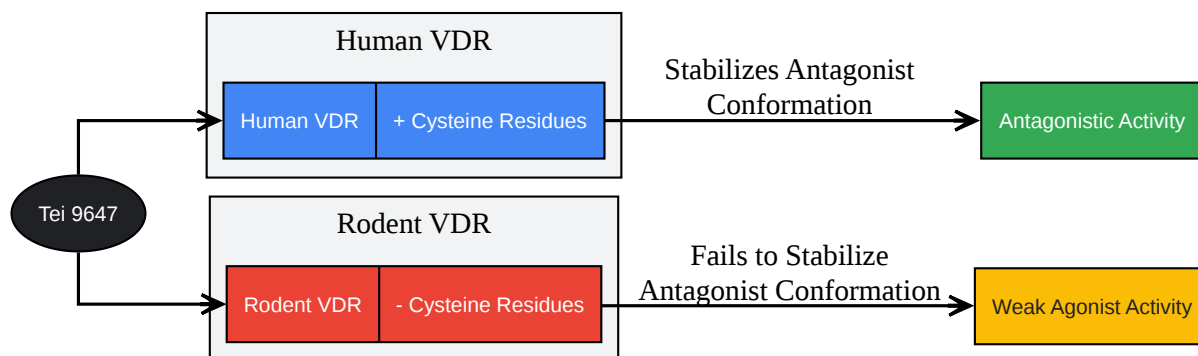 Human VDR
Human VDR
+ Cysteine Residues
Stabilizes Antagonist
Conformation
Antagonistic Activity
Tei 9647
Rodent VDR
Rodent VDR
- Cysteine Residues
Fails to Stabilize
Antagonist Conformation
Weak Agonist Activity